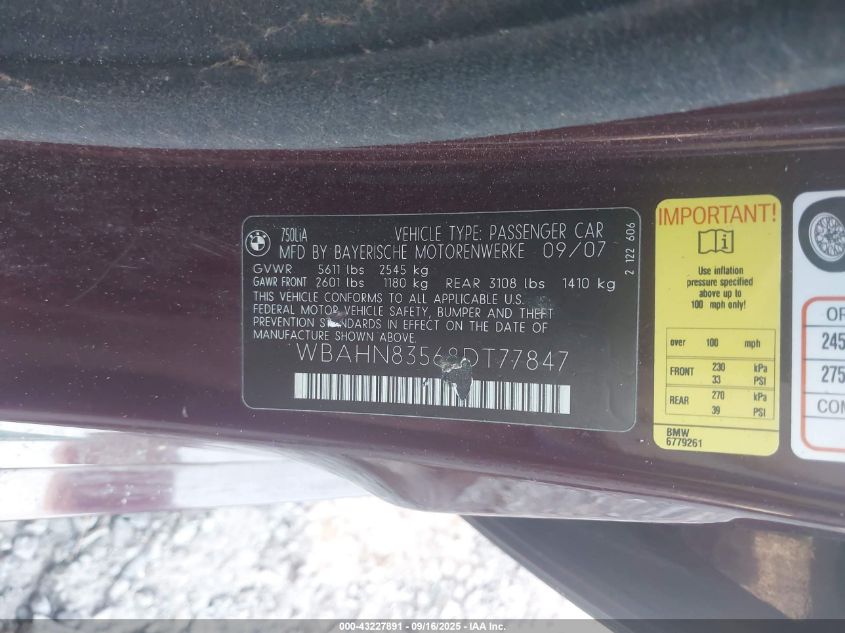 750LiA VEHICLE TYPE: PASSENGER CAR
MFD BY BAYERISCHE MOTORENWERKE 09/07
GVWR 5611 lbs 2545 kg
GAWR FRONT 2601 lbs 1180 kg REAR 3108 lbs 1410 kg
THIS VEHICLE CONFORMS TO ALL APPLICABLE U.S.
FEDERAL MOTOR VEHICLE SAFETY, BUMPER AND THEFT
PREVENTION STANDARDS IN EFFECT ON THE DATE OF
MANUFACTURE SHOWN ABOVE.
WBAHN83568DT77847
2 122 606
IMPORTANT!
i
Use inflation
pressure specified
above up to
100 mph only!
over 100 mph
FRONT 230 kPa
33 PSI
REAR 270 kPa
39 PSI
BMW
6779261
OR
245
275
COM
000-43227891 - 09/16/2025 - IAA Inc.